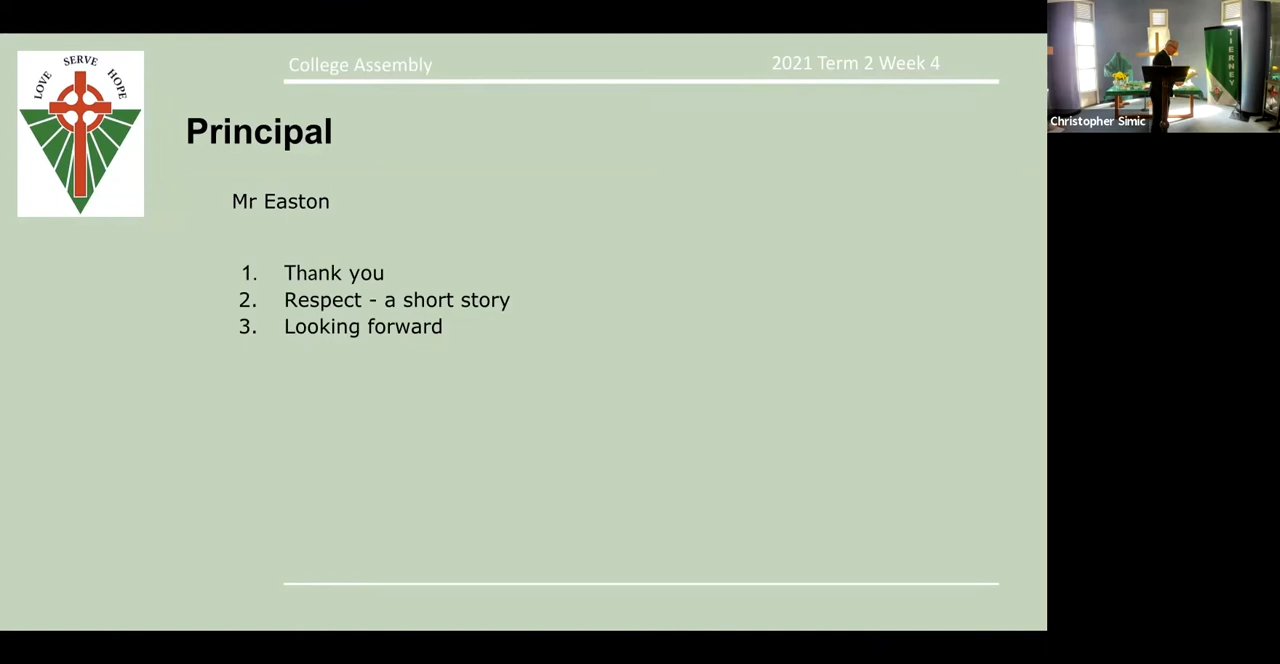 LOVE SERVE HOPE
College Assembly
2021 Term 2 Week 4
Principal
Mr Easton
1. Thank you
2. Respect - a short story
3. Looking forward
TIERNEY
Christopher Simic